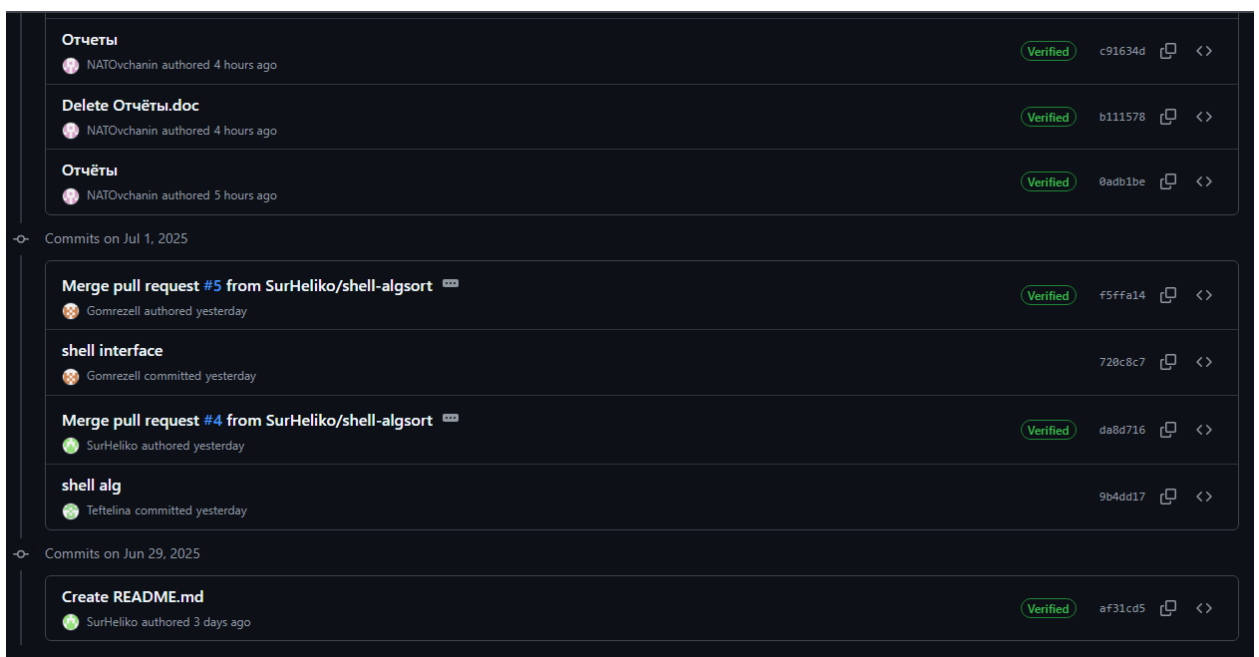 Отчеты
Verified c91634d
NATOvchanin authored 4 hours ago
Delete Отчёты.doc
Verified b111578
NATOvchanin authored 4 hours ago
Отчёты
Verified 0adb1be
NATOvchanin authored 5 hours ago
Commits on Jul 1, 2025
Merge pull request #5 from SurHeliko/shell-algsort
Verified f5ffa14
Gomrezell authored yesterday
shell interface
720c8c7
Gomrezell committed yesterday
Merge pull request #4 from SurHeliko/shell-algsort
Verified da8d716
SurHeliko authored yesterday
shell alg
9b4dd17
Teftelina committed yesterday
Commits on Jun 29, 2025
Create README.md
Verified af31cd5
SurHeliko authored 3 days ago